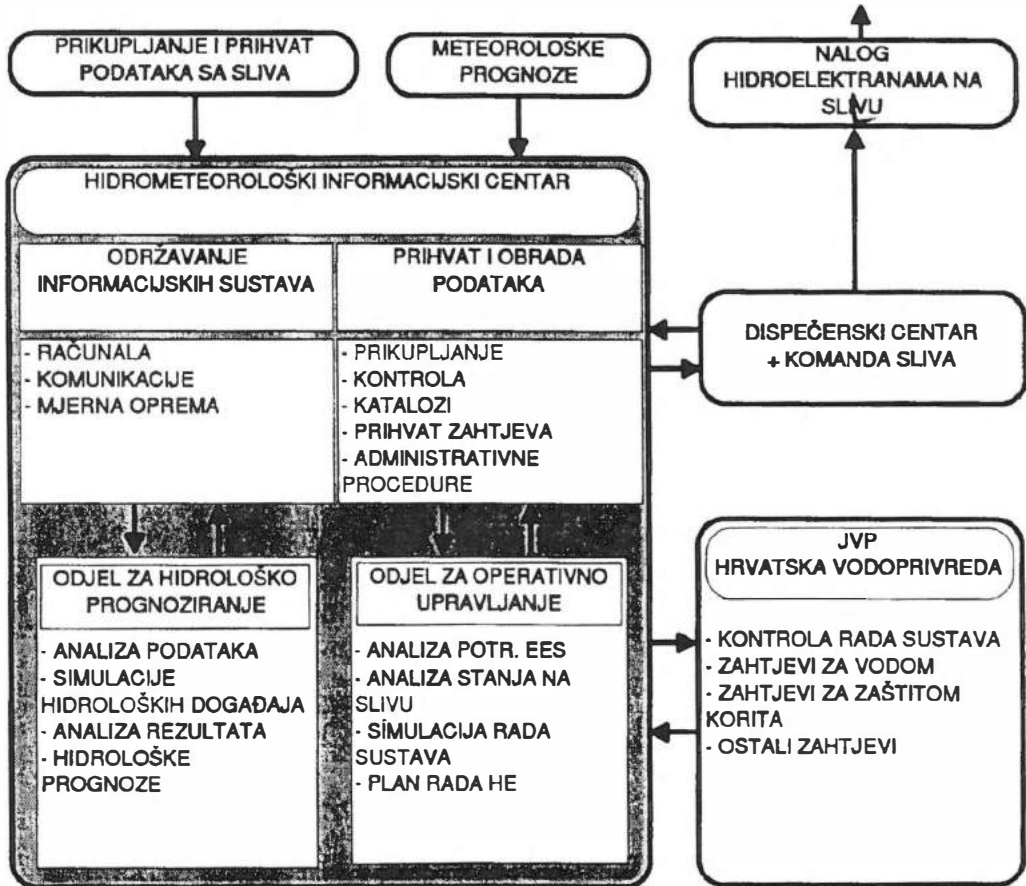 PRIKUPLJANJE I PRIHVAT
PODATAKA SA SLIVA
METEOROLOŠKE
PROGNOZE
NALOG
HIDROELEKTRANAMA NA
SLIVU
HIDROMETEOROLOŠKI INFORMACIJSKI CENTAR
ODRŽAVANJE
INFORMACIJSKIH SUSTAVA
- RAČUNALA
- KOMUNIKACIJE
- MJERNA OPREMA
PRIHVAT I OBRADA
PODATAKA
- PRIKUPLJANJE
- KONTROLA
- KATALOZI
- PRIHVAT ZAHTJEVA
- ADMINISTRATIVNE
PROCEDURE
DISPEČERSKI CENTAR
+ KOMANDA SLIVA
ODJEL ZA HIDROLOŠKO
PROGNOZIRANJE
- ANALIZA PODATAKA
- SIMULACIJE
HIDROLOŠKIH DOGAĐAJA
- ANALIZA REZULTATA
- HIDROLOŠKE
PROGNOZE
ODJEL ZA OPERATIVNO
UPRAVLJANJE
- ANALIZA POTR. EES
- ANALIZA STANJA NA
SLIVU
- SIMULACIJA RADA
SUSTAVA
- PLAN RADA HE
JVP
HRVATSKA VODOPRIVREDA
- KONTROLA RADA SUSTAVA
- ZAHTJEVI ZA VODOM
- ZAHTJEVI ZA ZAŠTITOM
KORITA
- OSTALI ZAHTJEVI